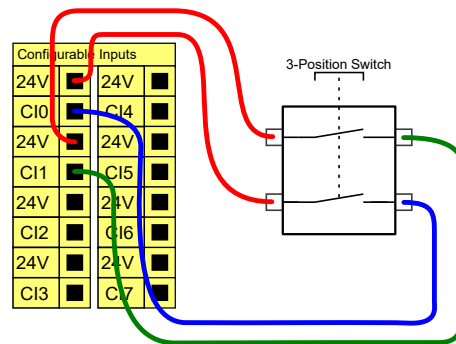 Configurable Inputs
3-Position Switch
24V 24V
CI0 CI4
24V 24V
CI1 CI5
24V 24V
CI2 CI6
24V 24V
CI3 CI7